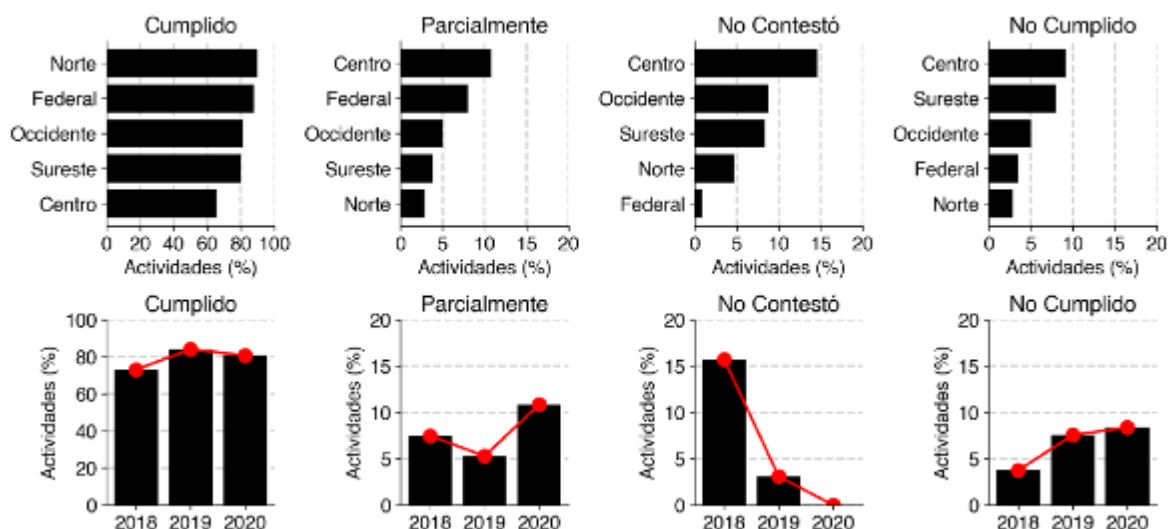 Cumplido
Norte
Federal
Occidente
Sureste
Centro
0 20 40 60 80 100
Actividades (%)
Parcialmente
Centro
Federal
Occidente
Sureste
Norte
0 5 10 15 20
Actividades (%)
No Contestó
Centro
Occidente
Sureste
Norte
Federal
0 5 10 15 20
Actividades (%)
No Cumplido
Centro
Sureste
Occidente
Federal
Norte
0 5 10 15 20
Actividades (%)
Cumplido
Actividades (%)
100
80
60
40
20
0
2018 2019 2020
Parcialmente
Actividades (%)
20
15
10
5
0
2018 2019 2020
No Contestó
Actividades (%)
20
15
10
5
0
2018 2019 2020
No Cumplido
Actividades (%)
20
15
10
5
0
2018 2019 2020